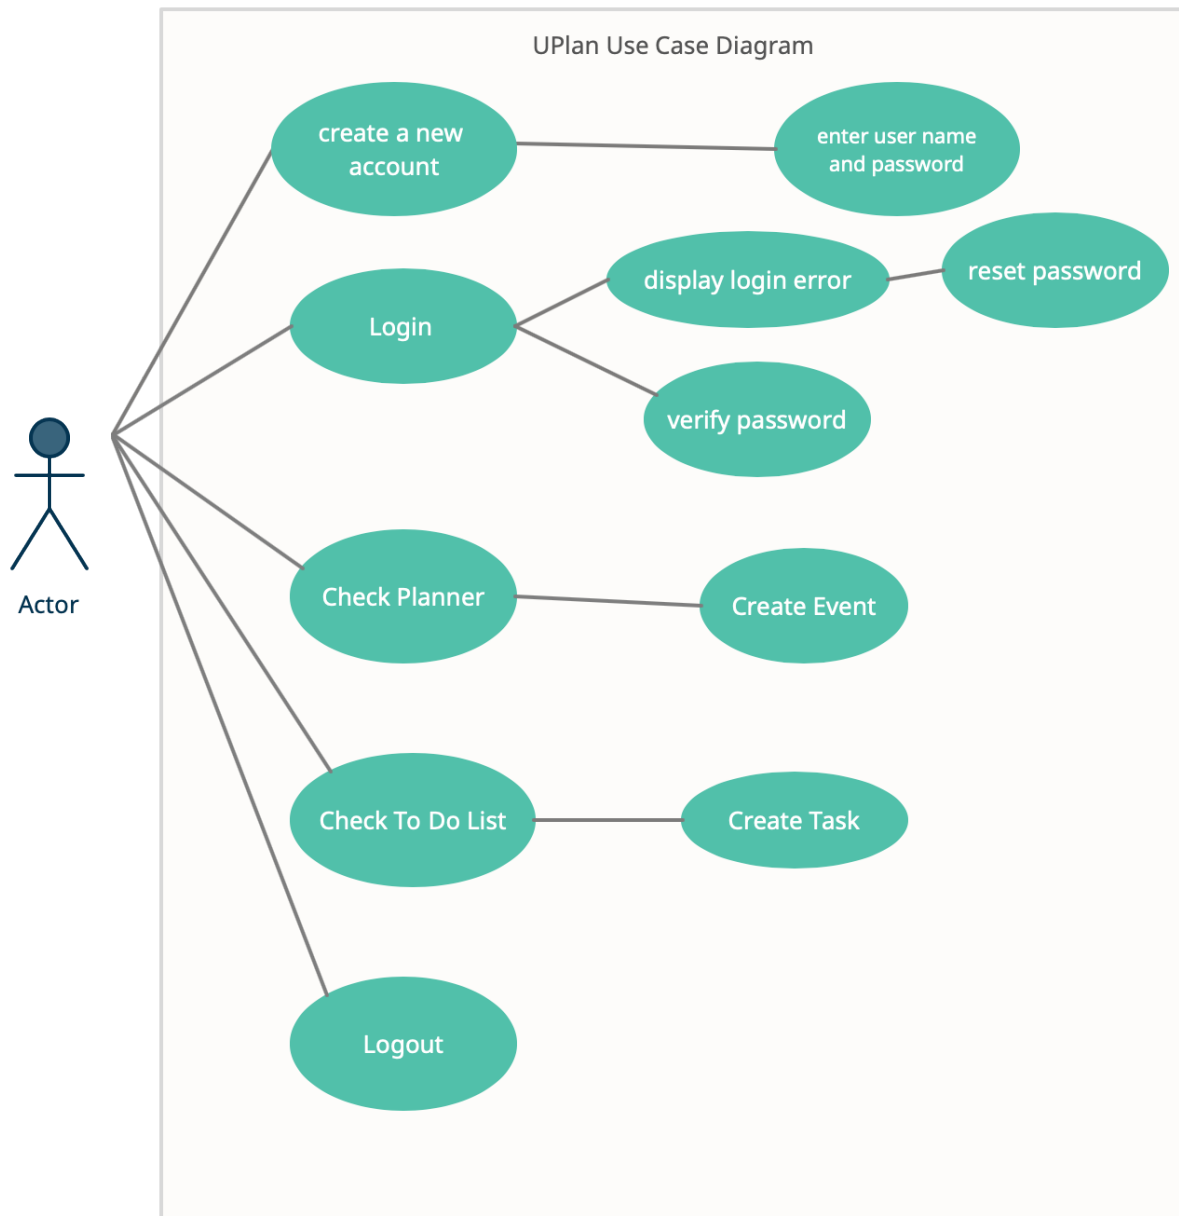 UPlan Use Case Diagram
create a new
account
enter user name
and password
display login error
reset password
Login
verify password
Actor
Check Planner
Create Event
Check To Do List
Create Task
Logout